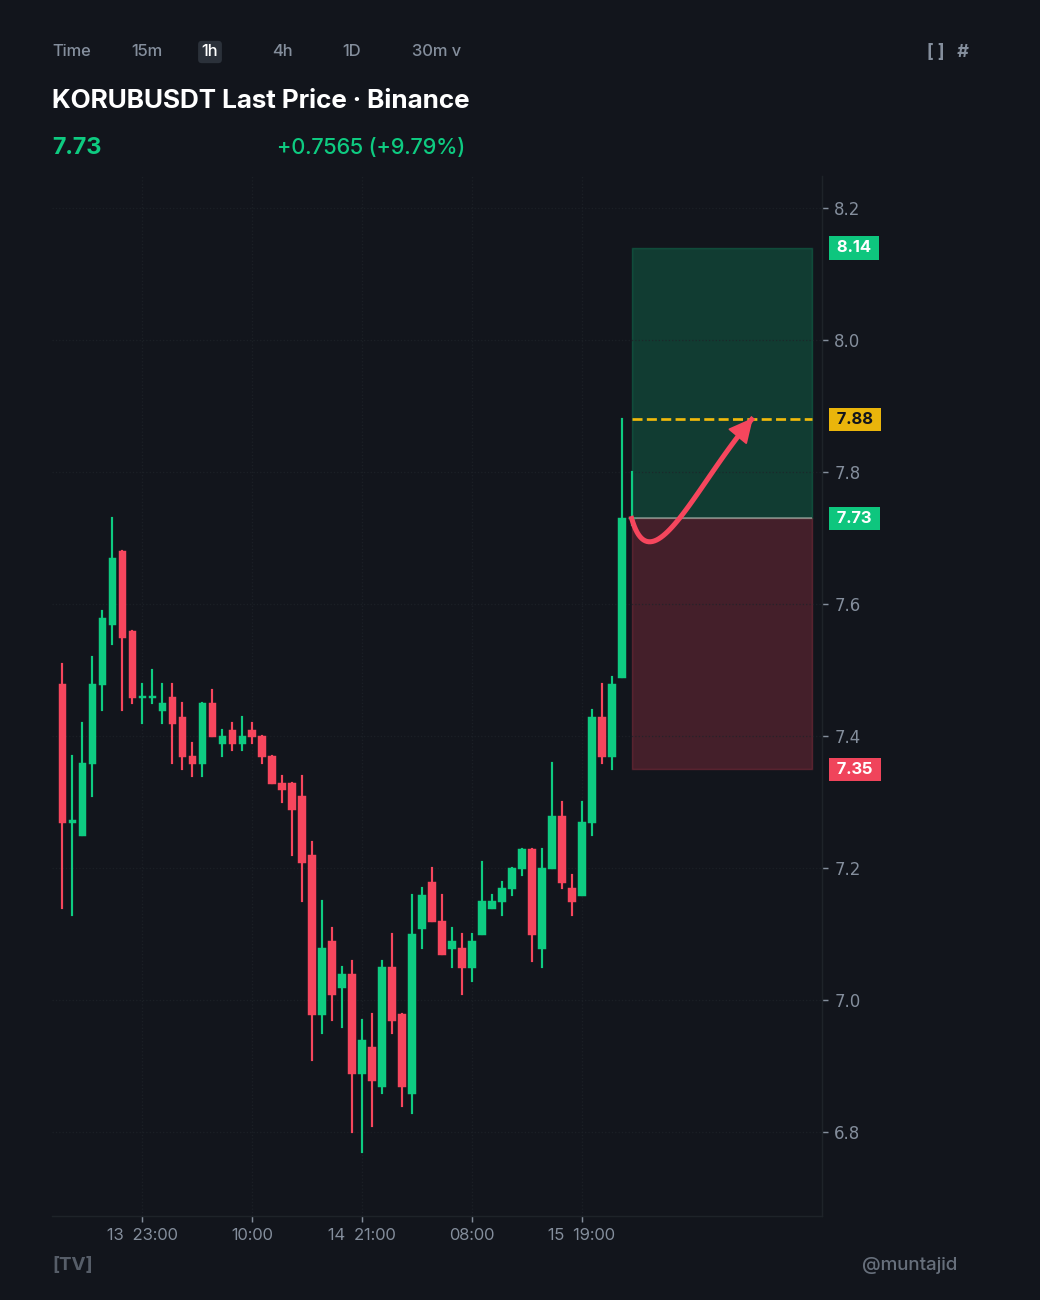 Time 15m 1h 4h 1D 30m v [ ] #
KORUBUSDT Last Price · Binance
7.73 +0.7565 (+9.79%)
8.2
8.14
8.0
7.88
7.8
7.73
7.6
7.4
7.35
7.2
7.0
6.8
13 23:00 10:00 14 21:00 08:00 15 19:00
[TV] @muntajid